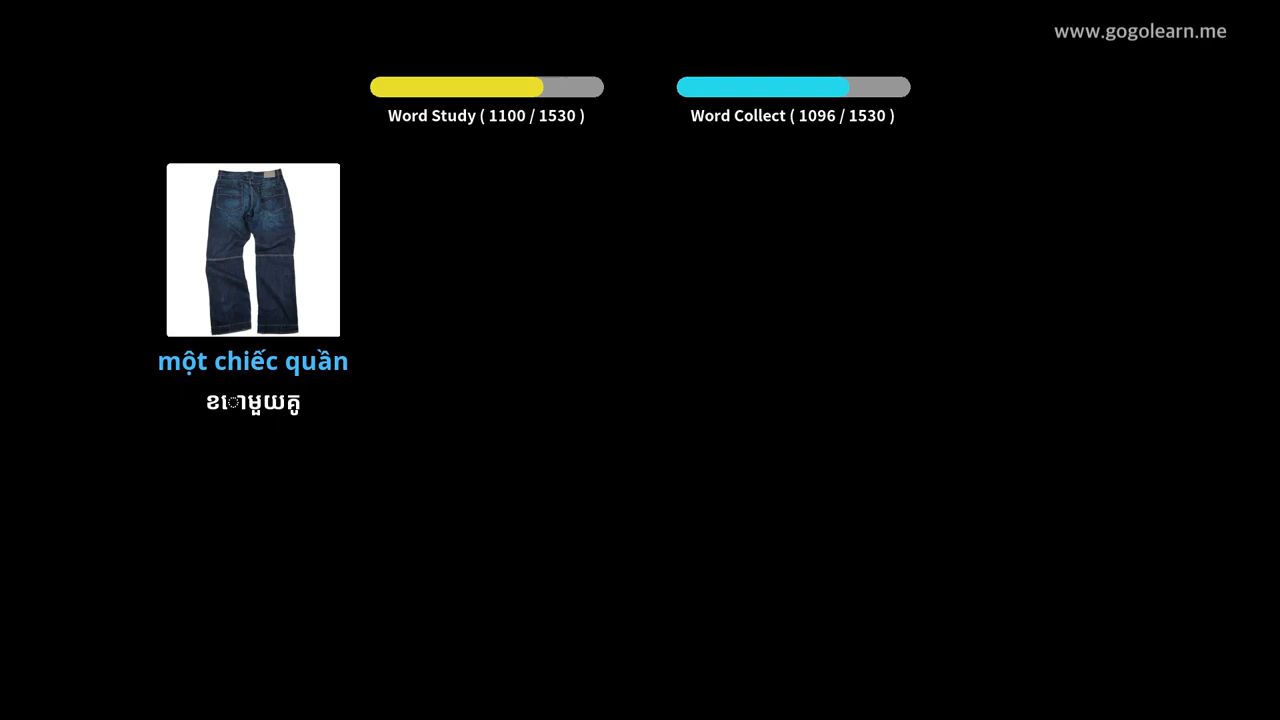 www.gogolearn.me
Word Study ( 1100 / 1530 )
Word Collect ( 1096 / 1530 )
một chiếc quần
ខោមួយគូ